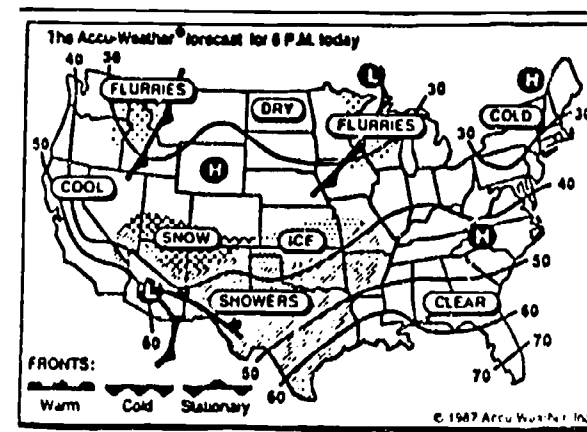 The Accu-Weather® forecast for 6 P.M. today
40 30
FLURRIES
L
H
DRY
30
COLD
30
FLURRIES
50
30
H
COOL
40
SNOW
ICE
H
50
L
SHOWERS
CLEAR
60
60
70
FRONTS:
50
60
70
Warm Cold Stationary
© 1987 Accu-Weather, Inc